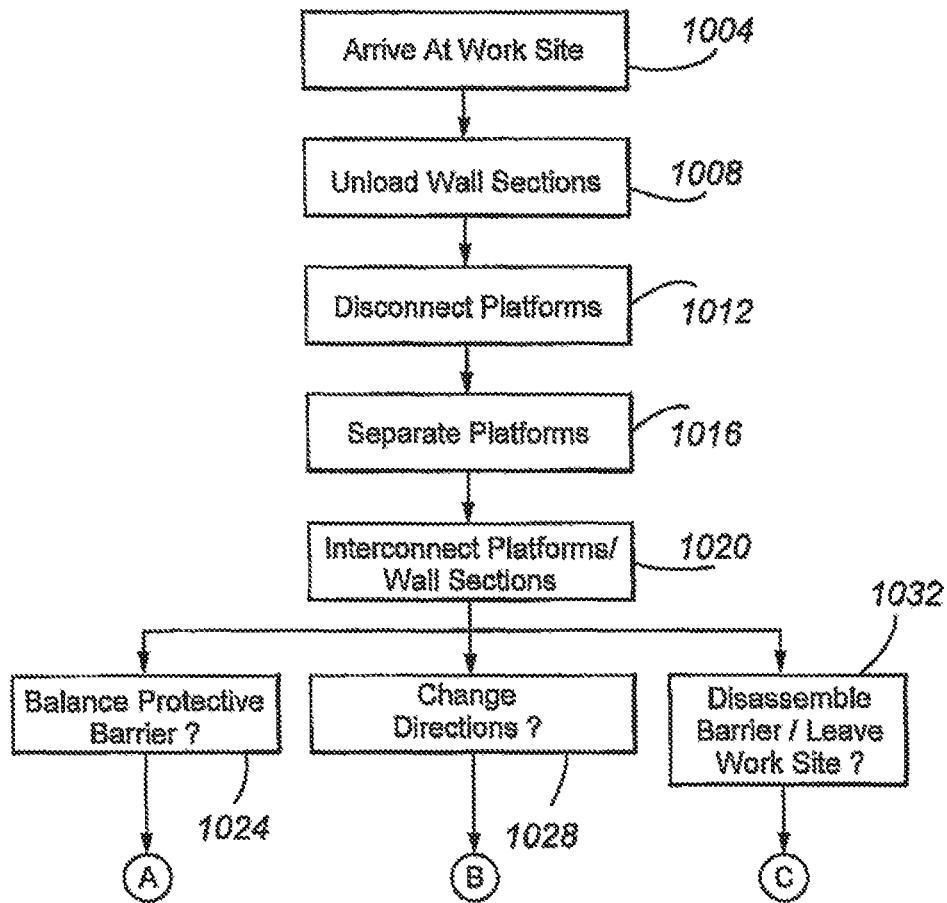 Arrive At Work Site
1004
Unload Wall Sections
1008
Disconnect Platforms
1012
Separate Platforms
1016
Interconnect Platforms/
Wall Sections
1020
1032
Balance Protective
Barrier ?
1024
Change
Directions ?
1028
Disassemble
Barrier / Leave
Work Site ?
A
B
C